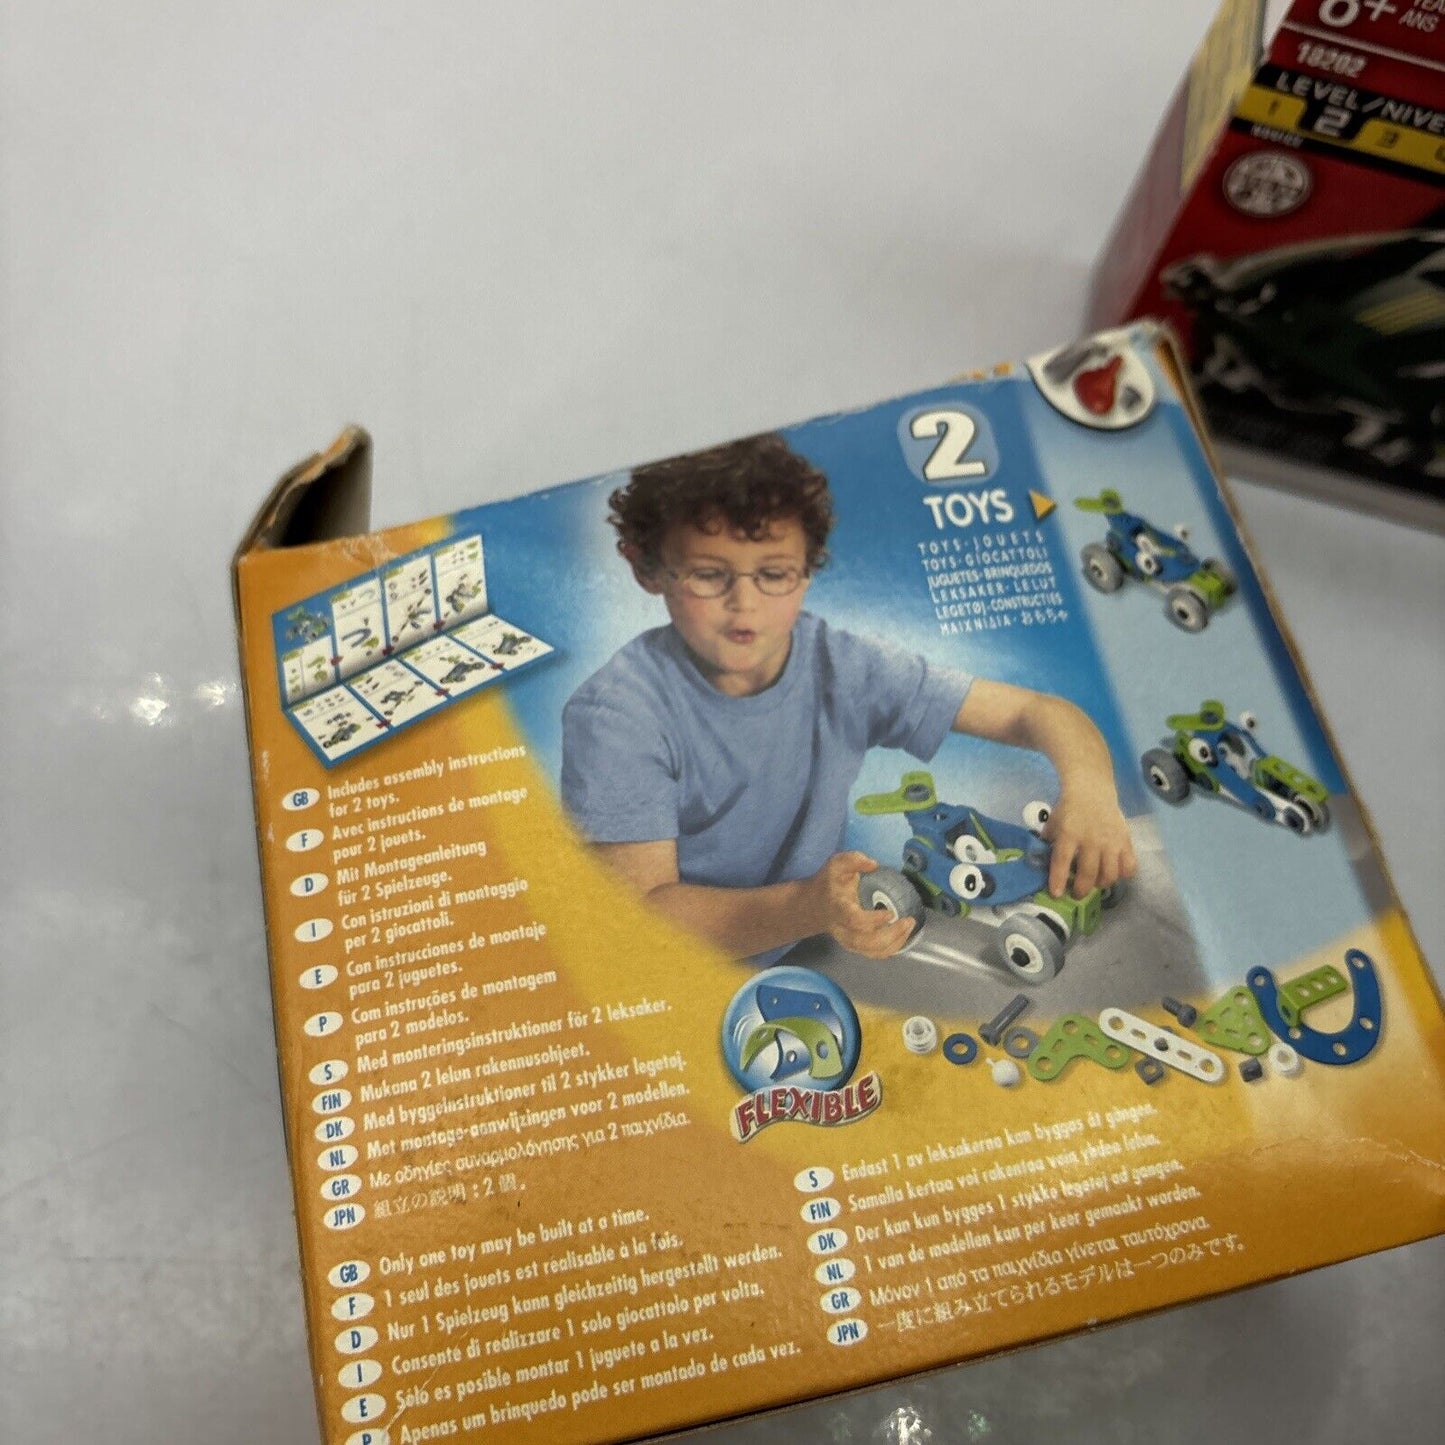 8+
ANS
18202
LEVEL/NIVE
1 2 3
NOVICE
2
TOYS
TOYS·JOUETS
TOYS·GIOCATTOLI
JUGUETES·BRINQUEDOS
LEKSAKER·LELUT
LEGETØJ·CONSTRUCTIES
ΠΑΙΧΝΙΔΙΑ·おもちゃ
GB Includes assembly instructions
for 2 toys.
F Avec instructions de montage
pour 2 jouets.
D Mit Montageanleitung
für 2 Spielzeuge.
I Con istruzioni di montaggio
per 2 giocattoli.
E Con instrucciones de montaje
para 2 juguetes.
P Com instruções de montagem
para 2 modelos.
S Med monteringsinstruktioner för 2 leksaker.
FIN Mukana 2 lelun rakennusohjeet.
DK Med byggeinstruktioner til 2 stykker legetøj.
NL Met montage-aanwijzingen voor 2 modellen.
GR Με οδηγίες συναρμολόγησης για 2 παιχνίδια.
JPN 組立の説明：2個。
FLEXIBLE
GB Only one toy may be built at a time.
F 1 seul des jouets est réalisable à la fois.
D Nur 1 Spielzeug kann gleichzeitig hergestellt werden.
I Consente di realizzare 1 solo giocattolo per volta.
E Sólo es posible montar 1 juguete a la vez.
P Apenas um brinquedo pode ser montado de cada vez.
S Endast 1 av leksakerna kan byggas åt gången.
FIN Samalla kertaa voi rakentaa vain yhden lelun.
DK Der kan kun bygges 1 stykke legetøj ad gangen.
NL 1 van de modellen kan per keer gemaakt worden.
GR Μόνον 1 από τα παιχνίδια γίνεται ταυτόχρονα
JPN 一度に組み立てられるモデルは一つのみです。